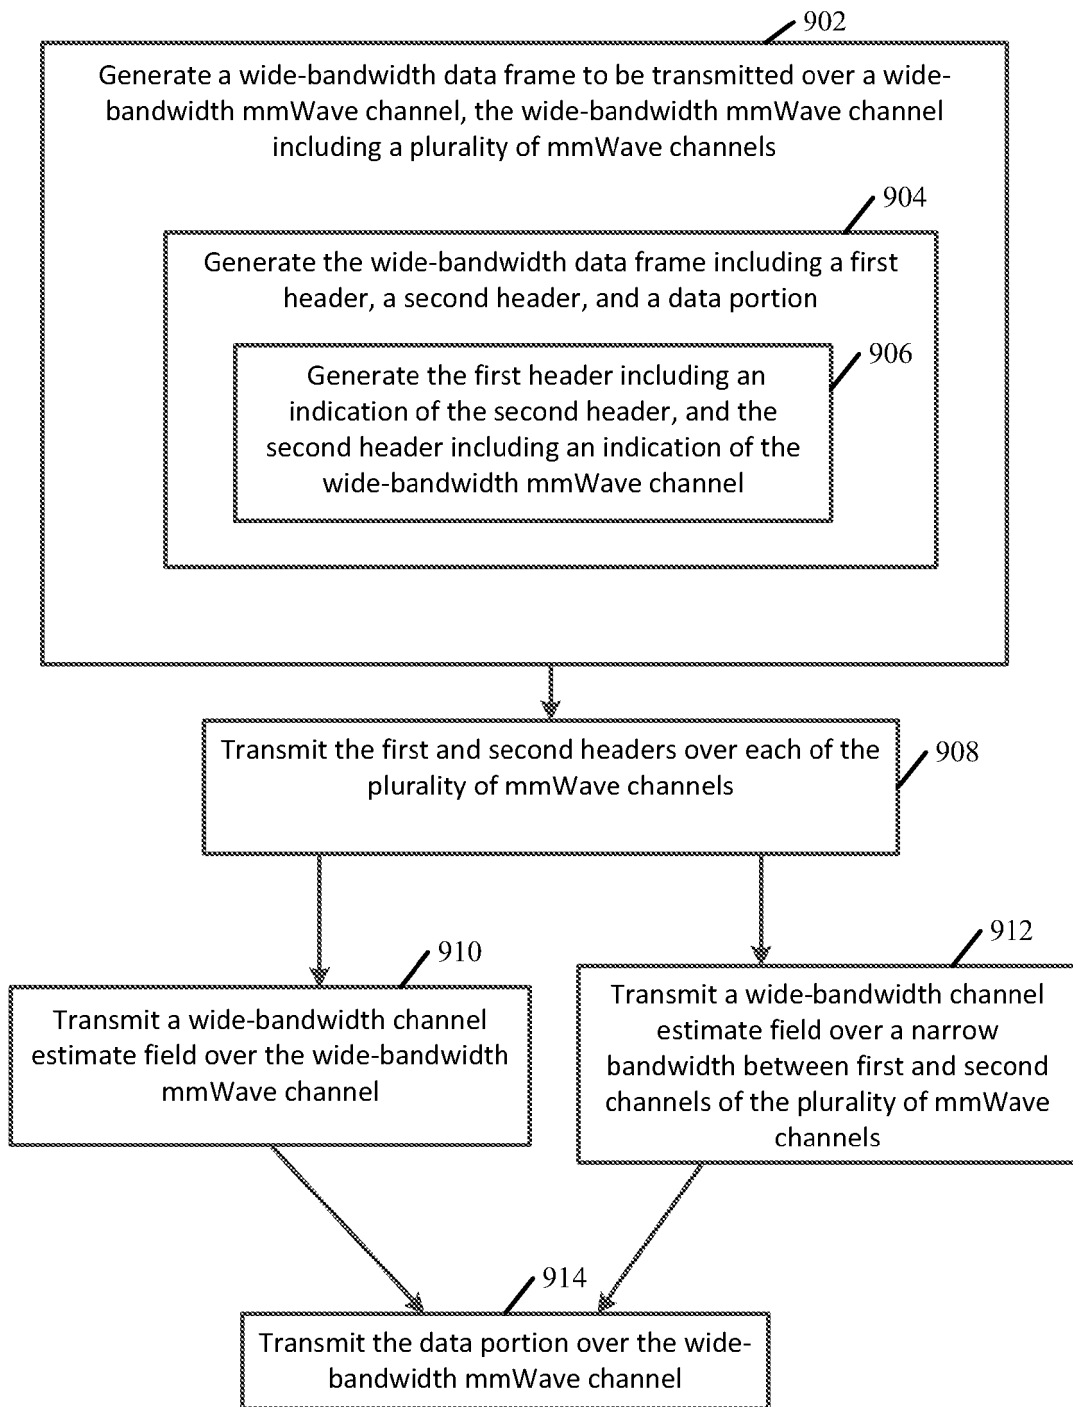 902
Generate a wide-bandwidth data frame to be transmitted over a wide-
bandwidth mmWave channel, the wide-bandwidth mmWave channel
including a plurality of mmWave channels
904
Generate the wide-bandwidth data frame including a first
header, a second header, and a data portion
906
Generate the first header including an
indication of the second header, and the
second header including an indication of the
wide-bandwidth mmWave channel
Transmit the first and second headers over each of the
plurality of mmWave channels
908
910
Transmit a wide-bandwidth channel
estimate field over the wide-bandwidth
mmWave channel
912
Transmit a wide-bandwidth channel
estimate field over a narrow
bandwidth between first and second
channels of the plurality of mmWave
channels
914
Transmit the data portion over the wide-
bandwidth mmWave channel